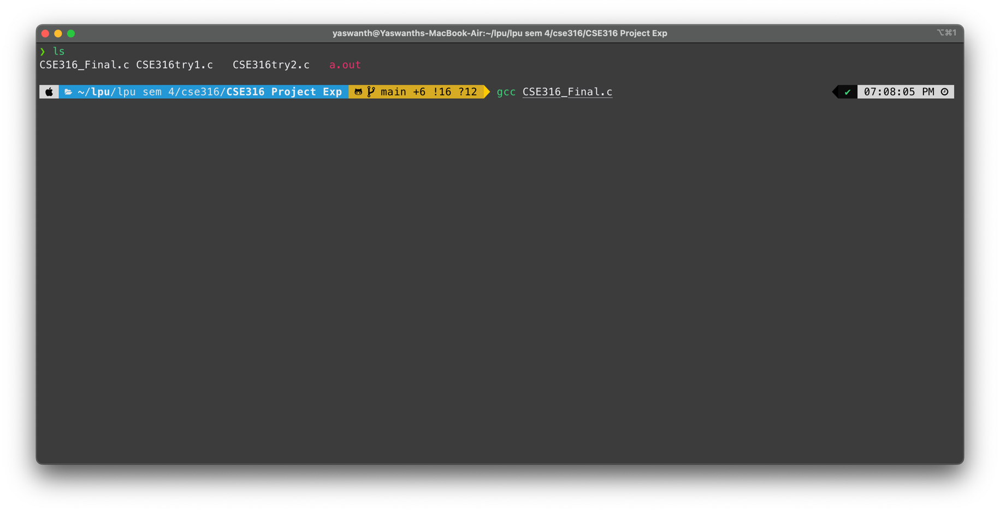 yaswanth@Yaswanths-MacBook-Air:~/lpu/lpu sem 4/cse316/CSE316 Project Exp ⌥⌘1
❯ ls
CSE316_Final.c CSE316try1.c CSE316try2.c a.out
~/lpu/lpu sem 4/cse316/CSE316 Project Exp main +6 !16 ?12 gcc CSE316_Final.c ✔ 07:08:05 PM